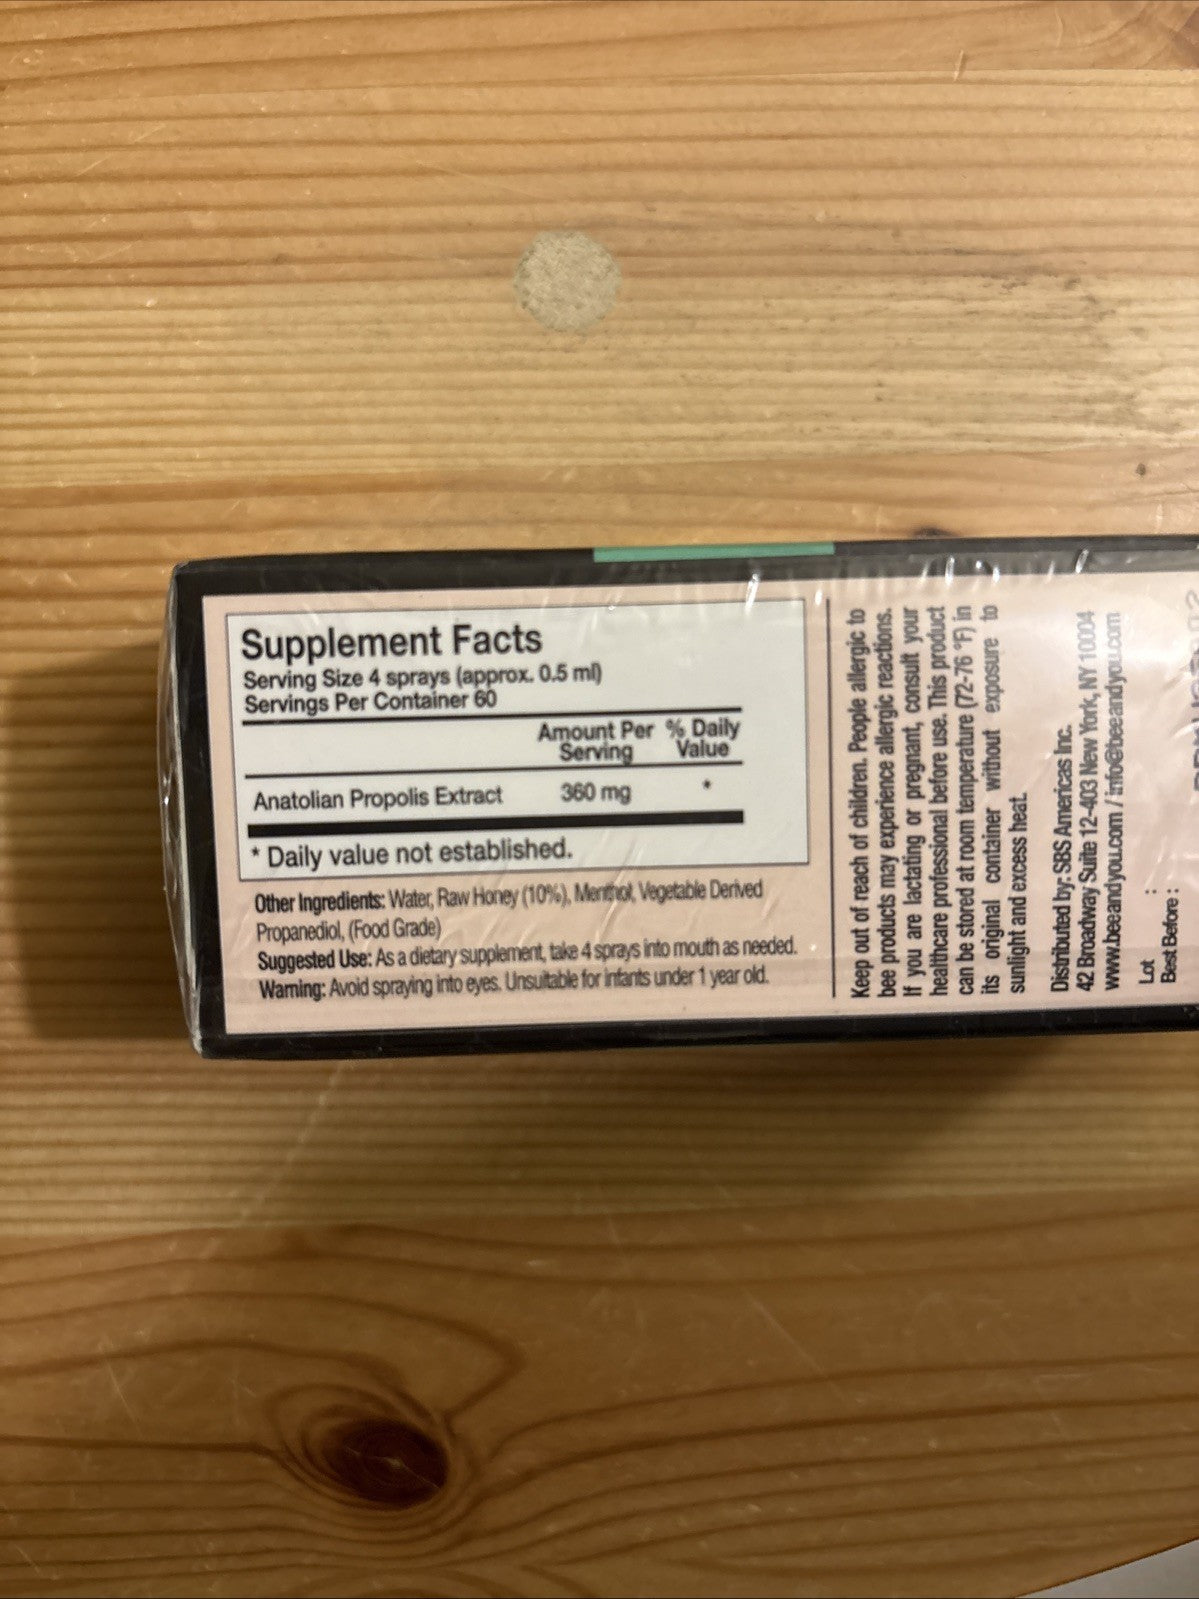 Supplement Facts
Serving Size 4 sprays (approx. 0.5 ml)
Servings Per Container 60
Amount Per Serving % Daily Value
Anatolian Propolis Extract 360 mg *
* Daily value not established.
Other Ingredients: Water, Raw Honey (10%), Menthol, Vegetable Derived
Propanediol, (Food Grade)
Suggested Use: As a dietary supplement, take 4 sprays into mouth as needed.
Warning: Avoid spraying into eyes. Unsuitable for infants under 1 year old.
Keep out of reach of children. People allergic to
bee products may experience allergic reactions.
If you are lactating or pregnant, consult your
healthcare professional before use. This product
can be stored at room temperature (72-76 °F) in
its original container without exposure to
sunlight and excess heat.
Distributed by: SBS Americas Inc.
42 Broadway Suite 12-403 New York, NY 10004
www.beeandyou.com / info@beeandyou.com
Lot :
Best Before :